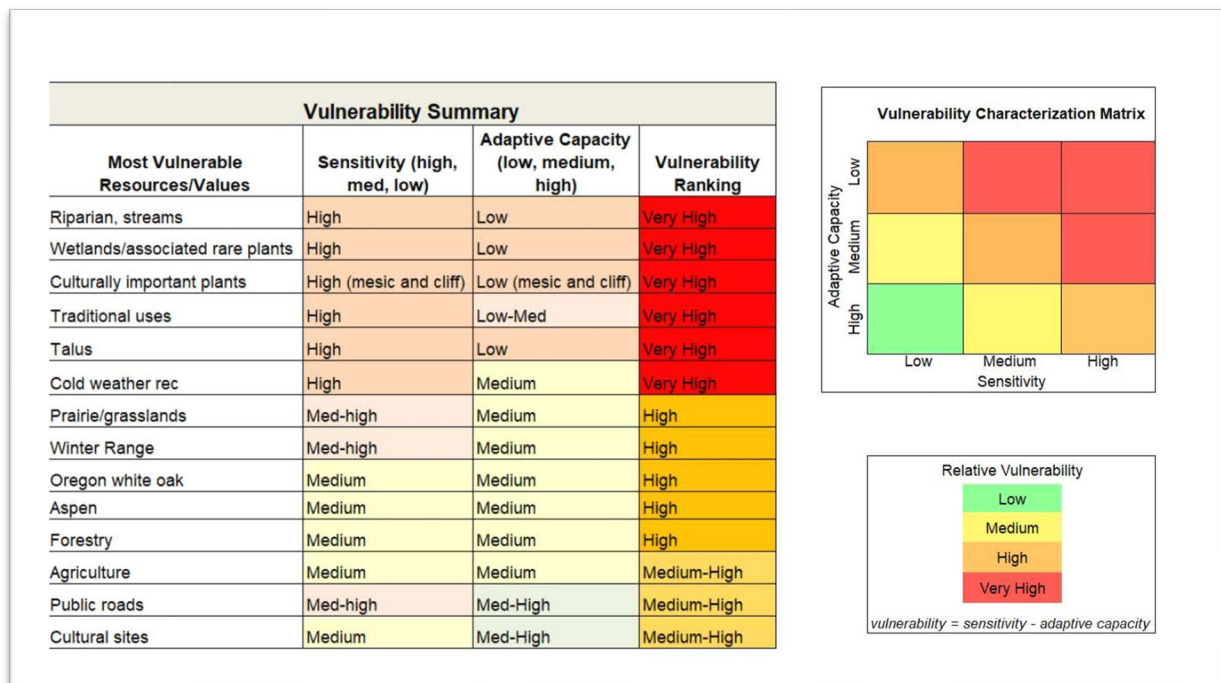 Vulnerability Summary
Most Vulnerable
Resources/Values
Sensitivity (high,
med, low)
Adaptive Capacity
(low, medium,
high)
Vulnerability
Ranking
Riparian, streams High Low Very High
Wetlands/associated rare plants High Low Very High
Culturally important plants High (mesic and cliff) Low (mesic and cliff) Very High
Traditional uses High Low-Med Very High
Talus High Low Very High
Cold weather rec High Medium Very High
Prairie/grasslands Med-high Medium High
Winter Range Med-high Medium High
Oregon white oak Medium Medium High
Aspen Medium Medium High
Forestry Medium Medium High
Agriculture Medium Medium Medium-High
Public roads Med-high Med-High Medium-High
Cultural sites Medium Med-High Medium-High
Vulnerability Characterization Matrix
Adaptive Capacity
Low
Medium
High
Low Medium High
Sensitivity
Relative Vulnerability
Low
Medium
High
Very High
vulnerability = sensitivity - adaptive capacity